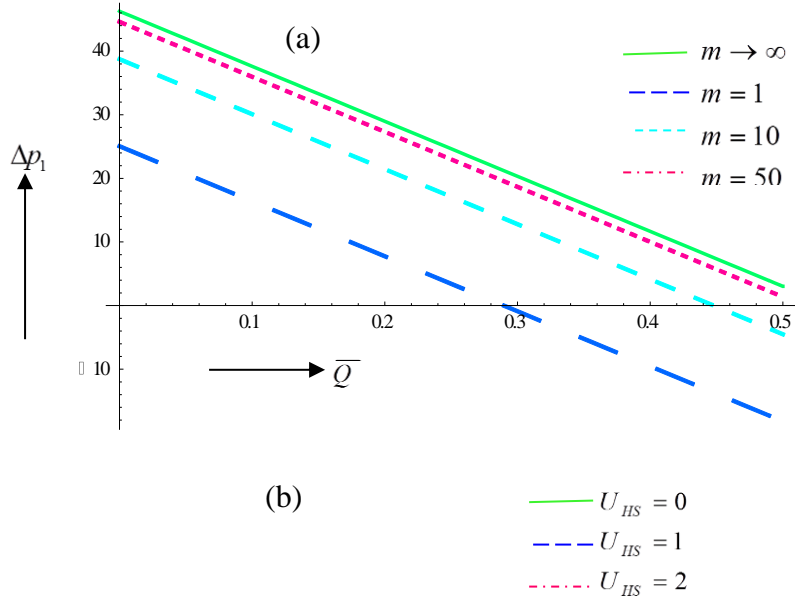 (a)
40
30
20
10
10
Δp₁
0.1
0.2
0.3
0.4
0.5
Q̅
m → ∞
m = 1
m = 10
m = 50
(b)
U_HS = 0
U_HS = 1
U_HS = 2